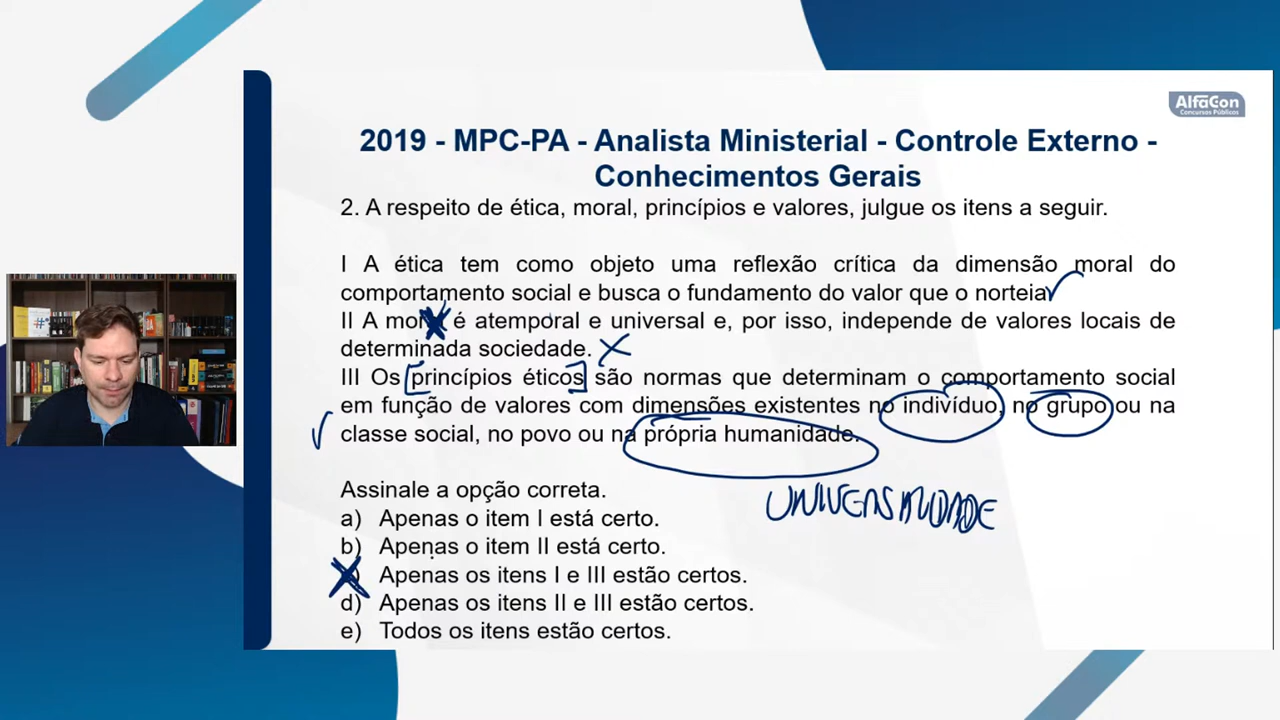 AlfaCon
Concursos Públicos
2019 - MPC-PA - Analista Ministerial - Controle Externo -
Conhecimentos Gerais
2. A respeito de ética, moral, princípios e valores, julgue os itens a seguir.
I A ética tem como objeto uma reflexão crítica da dimensão moral do
comportamento social e busca o fundamento do valor que o norteia.
II A moral é atemporal e universal e, por isso, independe de valores locais de
determinada sociedade.
III Os princípios éticos são normas que determinam o comportamento social
em função de valores com dimensões existentes no indivíduo, no grupo ou na
classe social, no povo ou na própria humanidade.
UNIVERSALIDADE
Assinale a opção correta.
a) Apenas o item I está certo.
b) Apenas o item II está certo.
c) Apenas os itens I e III estão certos.
d) Apenas os itens II e III estão certos.
e) Todos os itens estão certos.